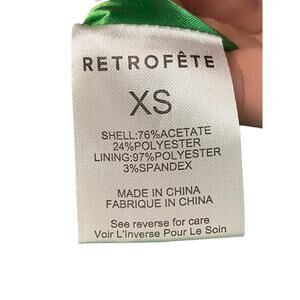 RETROFÊTE
XS
SHELL:76%ACETATE
24%POLYESTER
LINING:97%POLYESTER
3%SPANDEX
MADE IN CHINA
FABRIQUE IN CHINA
See reverse for care
Voir L'Inverse Pour Le Soin